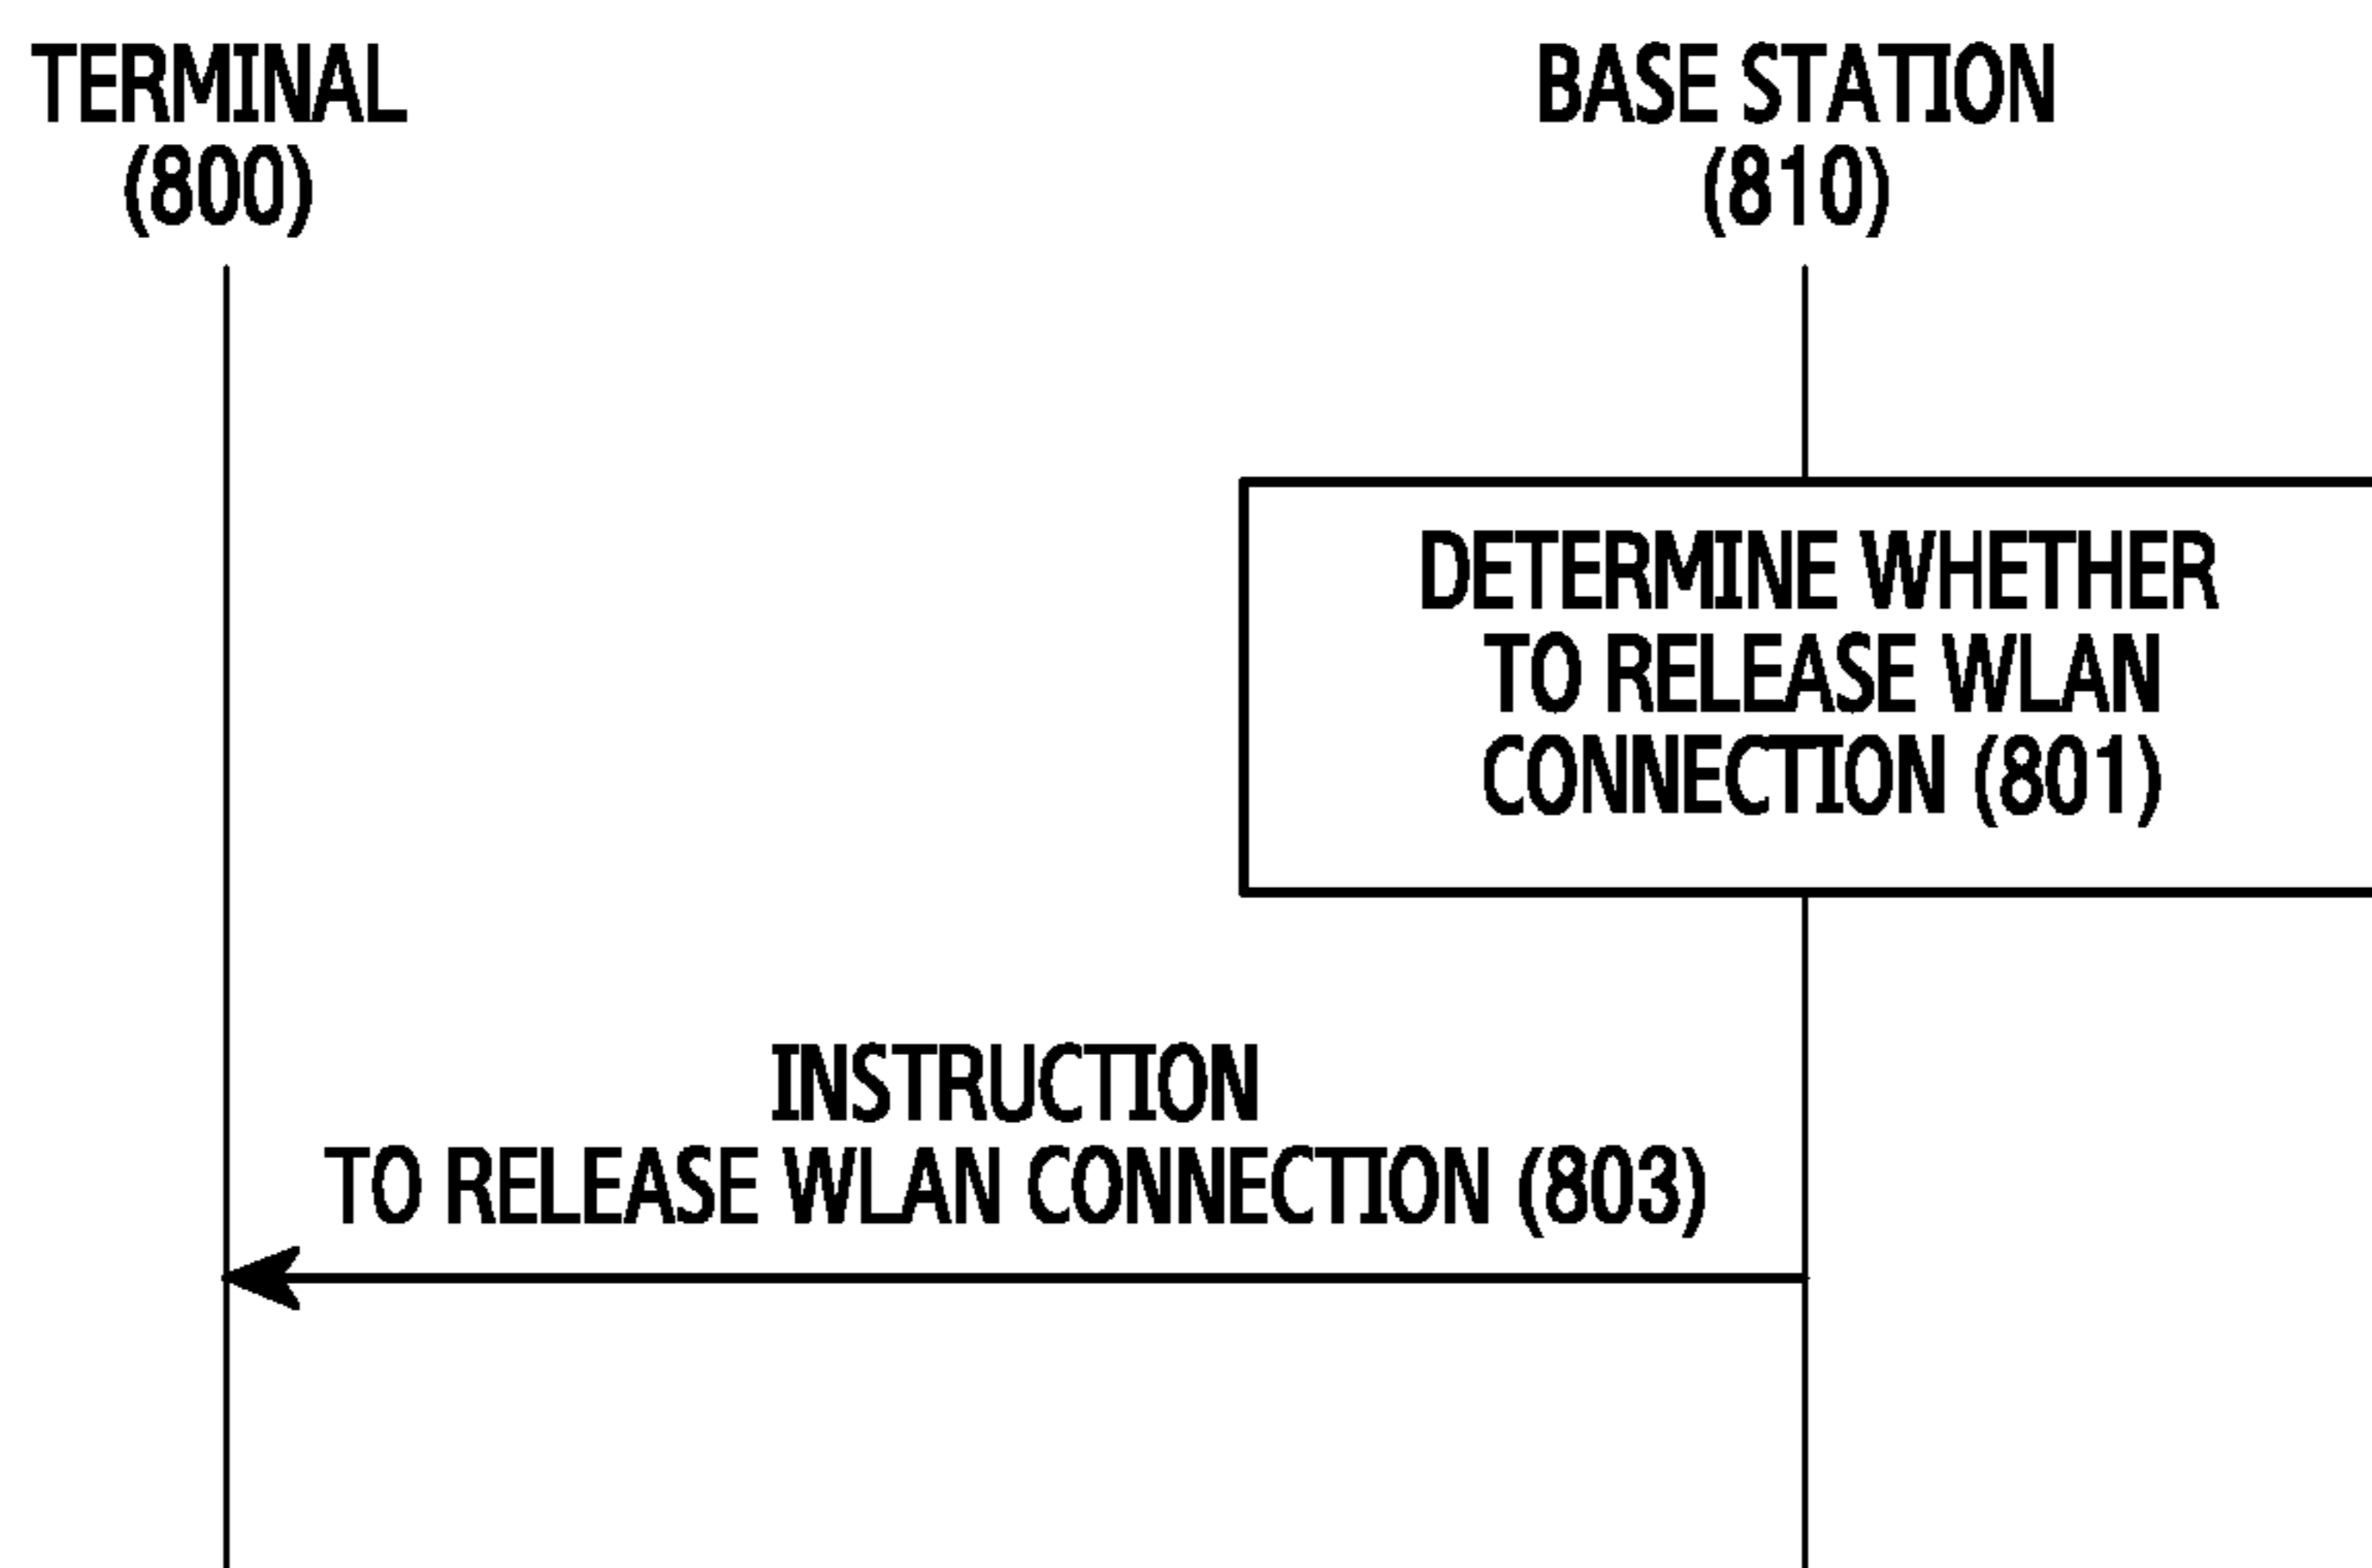 TERMINAL
(800)
BASE STATION
(810)
DETERMINE WHETHER
TO RELEASE WLAN
CONNECTION (801)
INSTRUCTION
TO RELEASE WLAN CONNECTION (803)